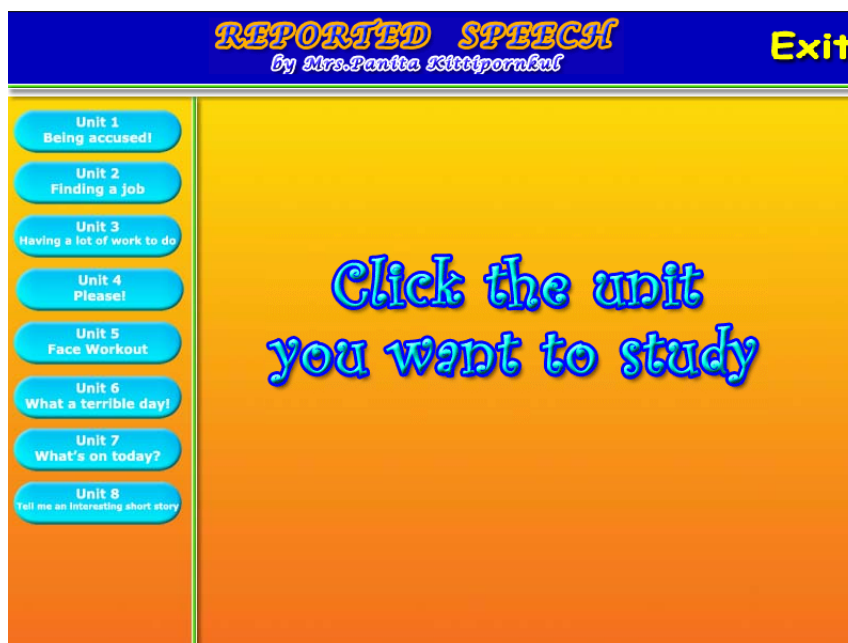 REPORTED SPEECH
by Mrs.Panita Kittipornkul
Exit
Unit 1
Being accused!
Unit 2
Finding a job
Unit 3
Having a lot of work to do
Unit 4
Please!
Unit 5
Face Workout
Unit 6
What a terrible day!
Unit 7
What's on today?
Unit 8
Tell me an interesting short story
Click the unit
you want to study